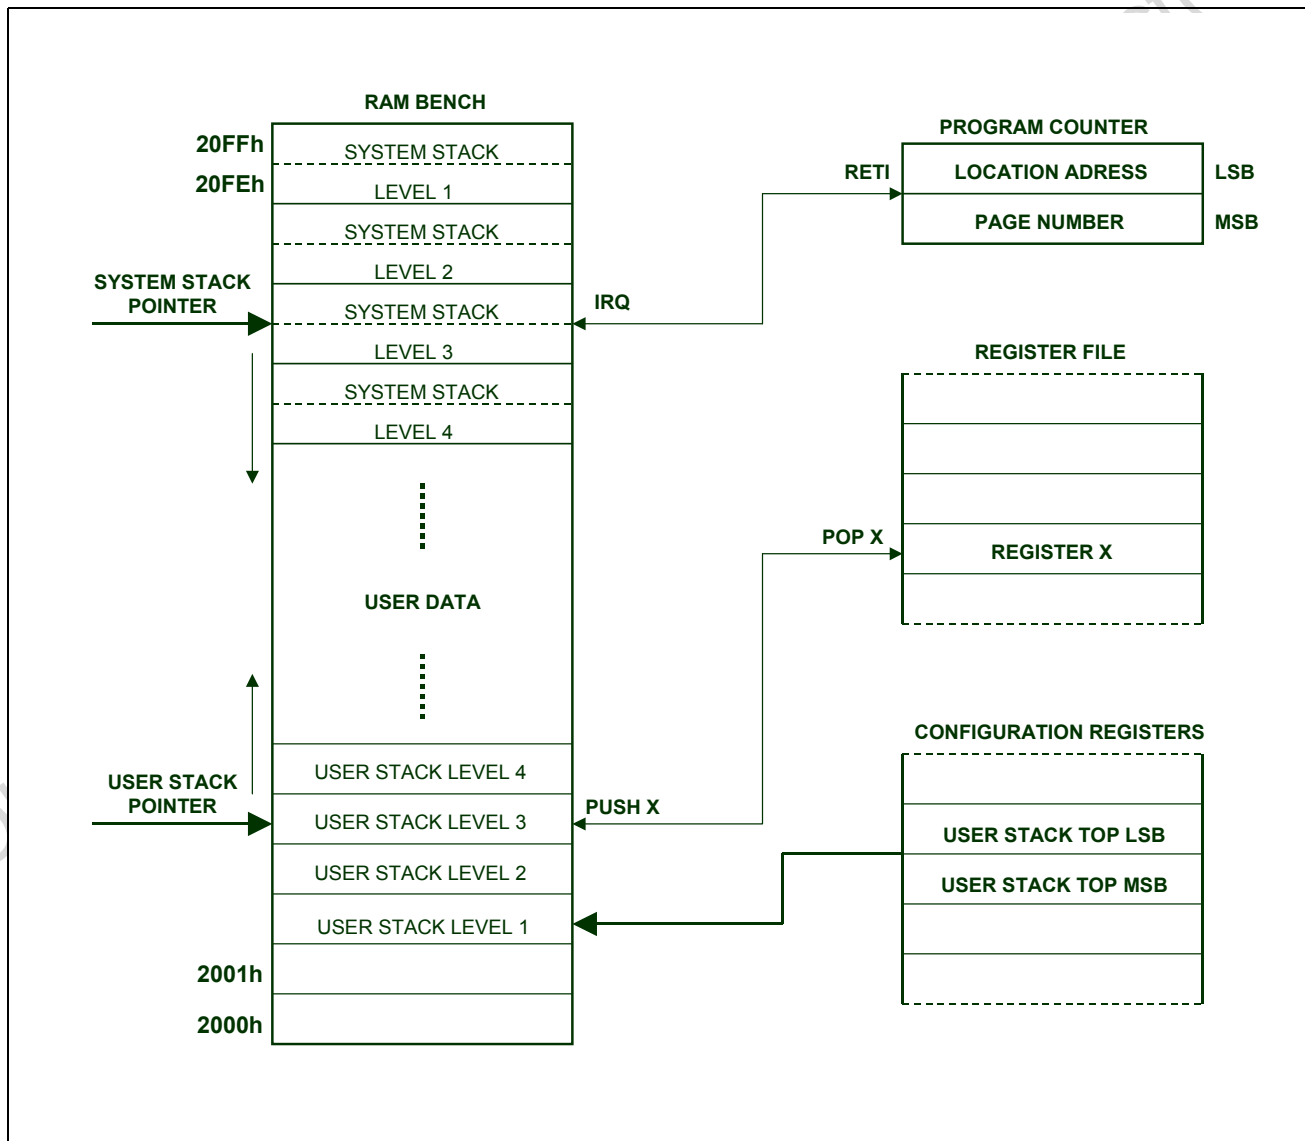 RAM BENCH
20FFh
SYSTEM STACK
20FEh
LEVEL 1
SYSTEM STACK
LEVEL 2
SYSTEM STACK
POINTER
SYSTEM STACK
LEVEL 3
SYSTEM STACK
LEVEL 4
USER DATA
USER STACK
POINTER
USER STACK LEVEL 4
USER STACK LEVEL 3
USER STACK LEVEL 2
USER STACK LEVEL 1
2001h
2000h
IRQ
RETI
PROGRAM COUNTER
LOCATION ADRESS
LSB
PAGE NUMBER
MSB
REGISTER FILE
POP X
REGISTER X
PUSH X
CONFIGURATION REGISTERS
USER STACK TOP LSB
USER STACK TOP MSB